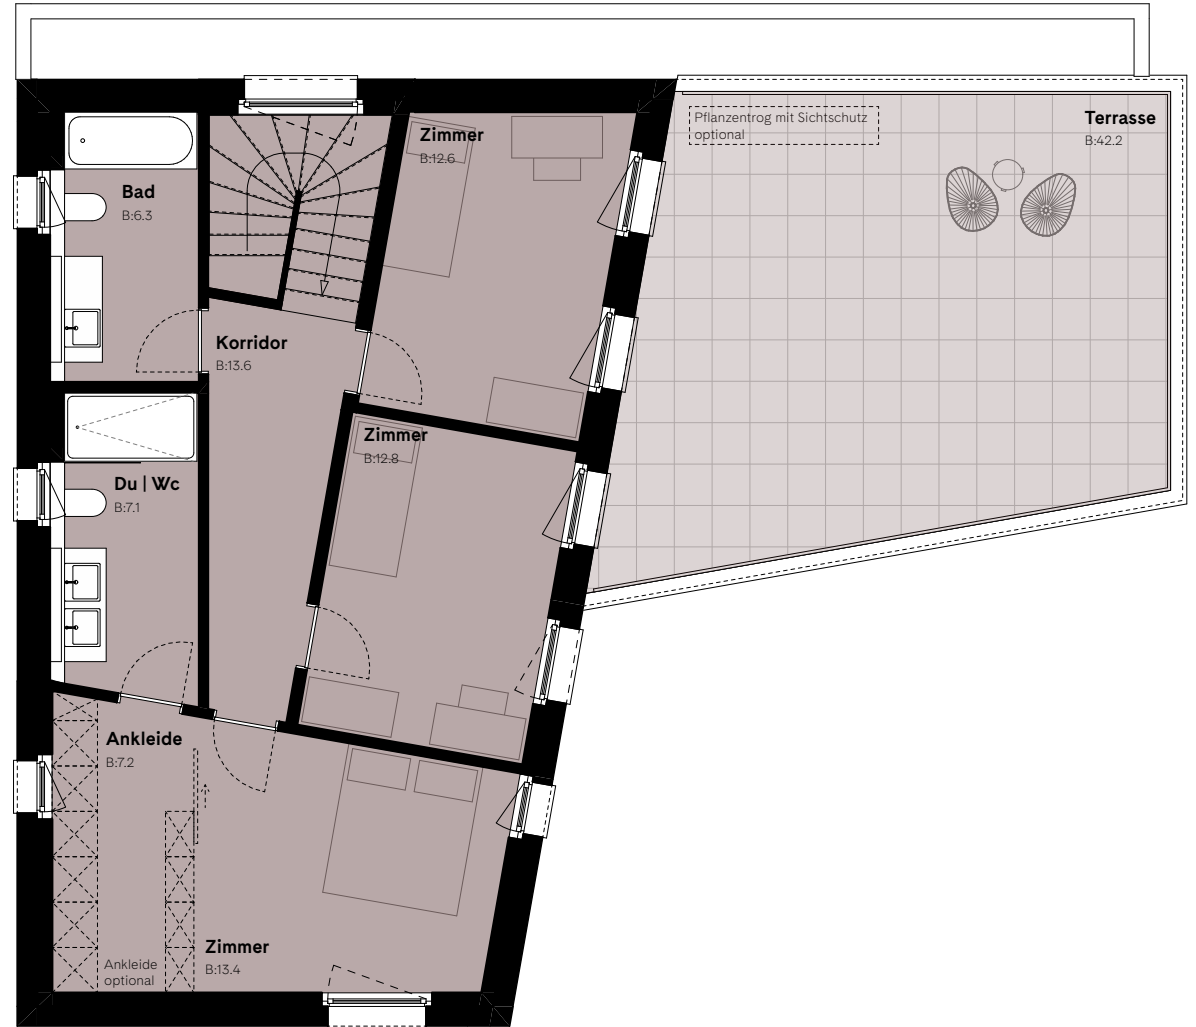 Pflanzentrog mit Sichtschutz
optional
Terrasse
B:42.2
Zimmer
B:12.6
Bad
B:6.3
Korridor
B:13.6
Zimmer
B:12.8
Du | Wc
B:7.1
Ankleide
B:7.2
Zimmer
B:13.4
Ankleide
optional